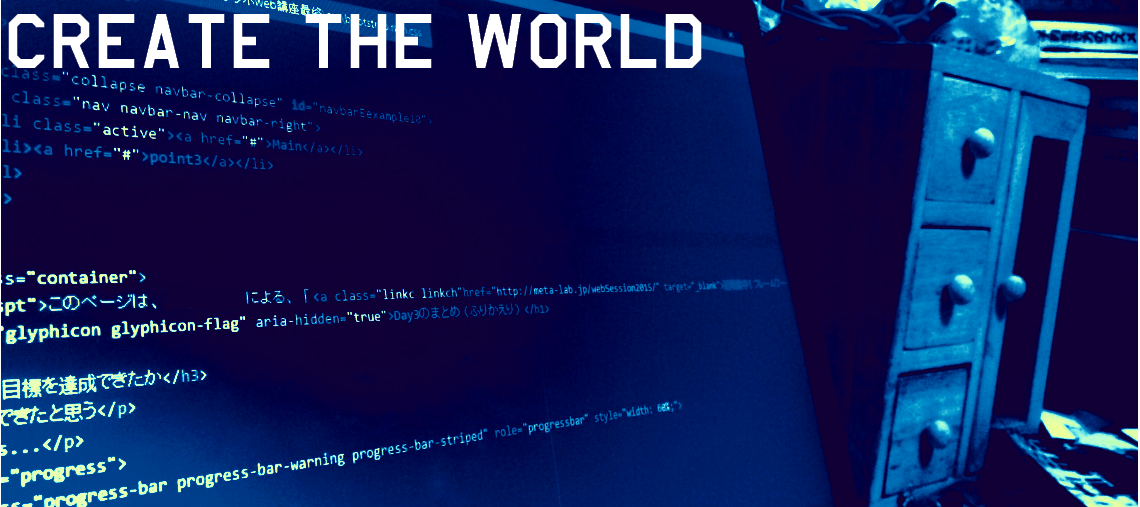 CREATE THE WORLD
class="collapse navbar-collapse" id="navbarEexample10">
class="nav navbar-nav navbar-right">
li class="active"><a href="#">Main</a></li>
li><a href="#">point3</a></li>
l>
>
ss="container">
pt">このページは、 による、「<a class="linkc linkch"href="http://meta-lab.jp/webSession2015/" target="_blank">
"glyphicon glyphicon-flag" aria-hidden="true">Day3のまとめ（ふりかえり）</h1>
目標を達成できたか</h3>
できたと思う</p>
s...</p>
="progress">
ss="progress-bar progress-bar-warning progress-bar-striped" role="progressbar" style="width: 60%;">